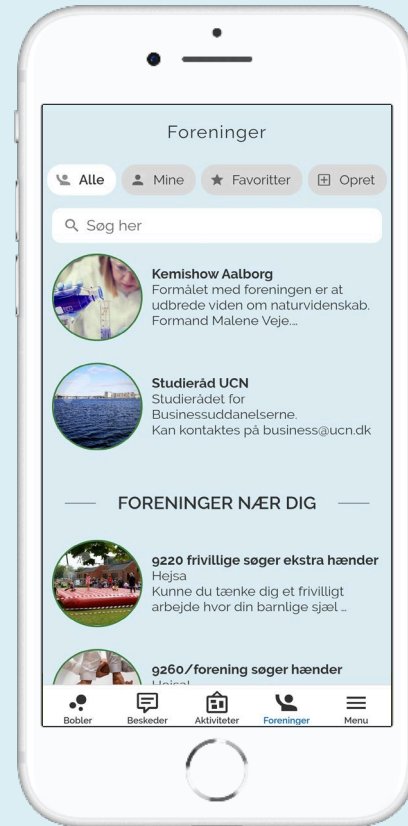 Foreninger
Alle Mine Favoritter Opret
Søg her
Kemishow Aalborg
Formålet med foreningen er at
udbrede viden om naturvidenskab.
Formand Malene Veje....
Studieråd UCN
Studierådet for
Businessuddanelserne.
Kan kontaktes på business@ucn.dk
FORENINGER NÆR DIG
9220 frivillige søger ekstra hænder
Hejsa
Kunne du tænke dig et frivilligt
arbejde hvor din barnlige sjæl ...
9260/forening søger hænder
Bobler Beskeder Aktiviteter Foreninger Menu